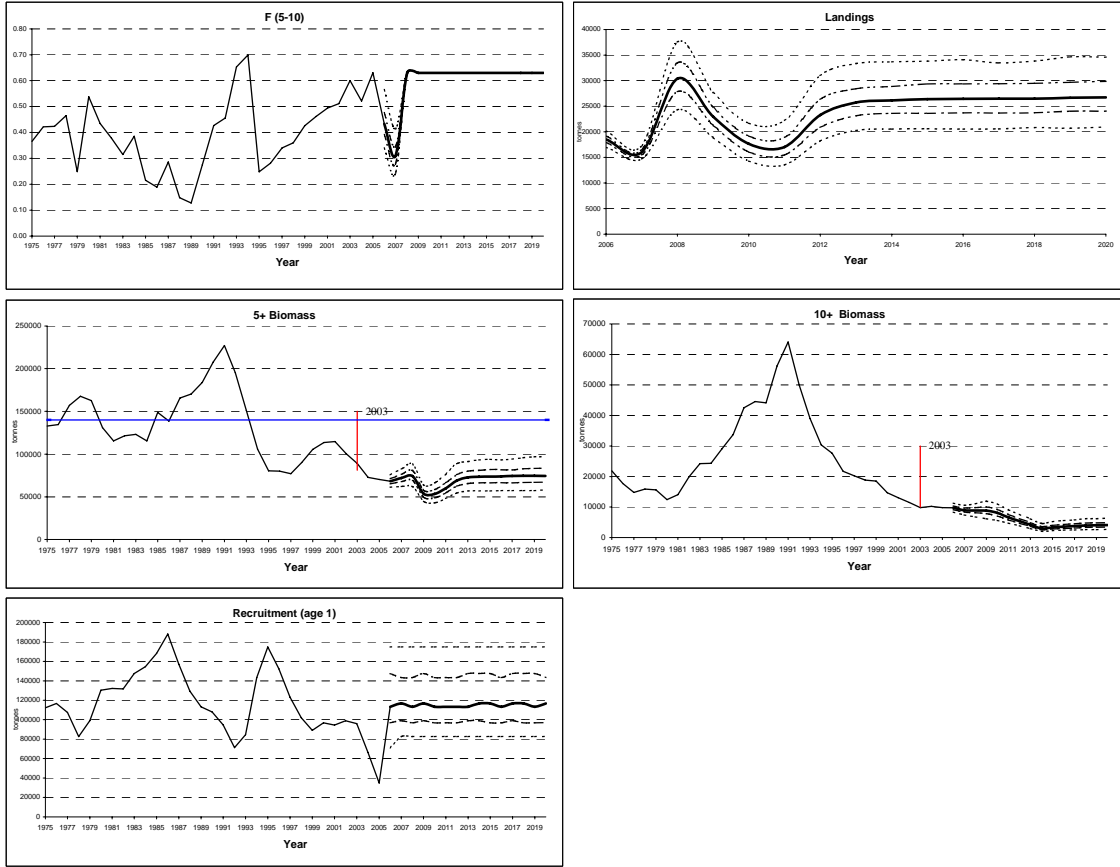 F (5-10)
0.80
0.70
0.60
0.50
0.40
0.30
0.20
0.10
0.00
1975 1977 1979 1981 1983 1985 1987 1989 1991 1993 1995 1997 1999 2001 2003 2005 2007 2009 2011 2013 2015 2017 2019
Year
Landings
40000
35000
30000
25000
20000
15000
10000
5000
0
tonnes
2006 2008 2010 2012 2014 2016 2018 2020
Year
5+ Biomass
250000
200000
150000
100000
50000
0
tonnes
2003
1975 1977 1979 1981 1983 1985 1987 1989 1991 1993 1995 1997 1999 2001 2003 2005 2007 2009 2011 2013 2015 2017 2019
Year
10+ Biomass
70000
60000
50000
40000
30000
20000
10000
0
tonnes
2003
1975 1977 1979 1981 1983 1985 1987 1989 1991 1993 1995 1997 1999 2001 2003 2005 2007 2009 2011 2013 2015 2017 2019
Year
Recruitment (age 1)
200000
180000
160000
140000
120000
100000
80000
60000
40000
20000
0
tonnes
1975 1977 1979 1981 1983 1985 1987 1989 1991 1993 1995 1997 1999 2001 2003 2005 2007 2009 2011 2013 2015 2017 2019
Year